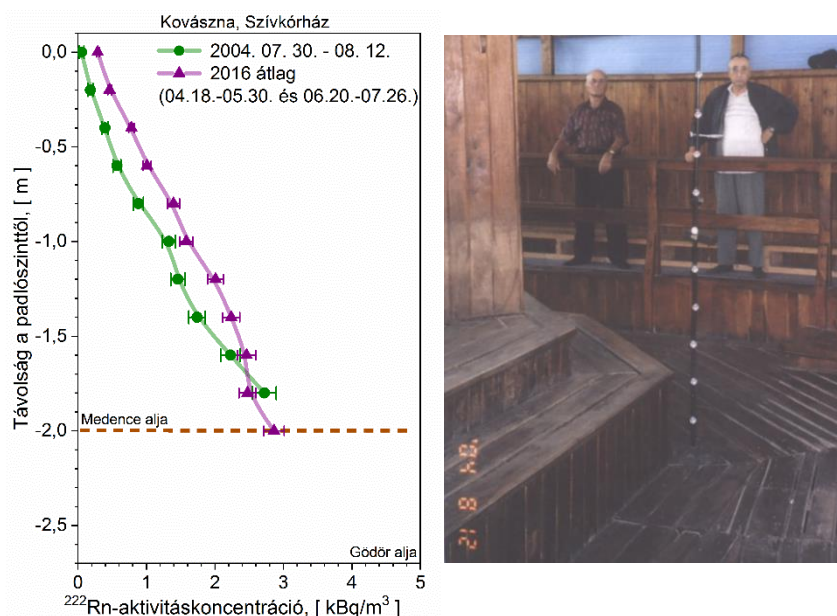 Kovászna, Szívkórház
2004. 07. 30. - 08. 12.
2016 átlag
(04.18.-05.30. és 06.20.-07.26.)
Távolság a padlószinttől, [ m ]
0,0
-0,5
-1,0
-1,5
-2,0
-2,5
Medence alja
Gödör alja
0 1 2 3 4 5
²²²Rn-aktivitáskoncentráció, [ kBq/m³ ]